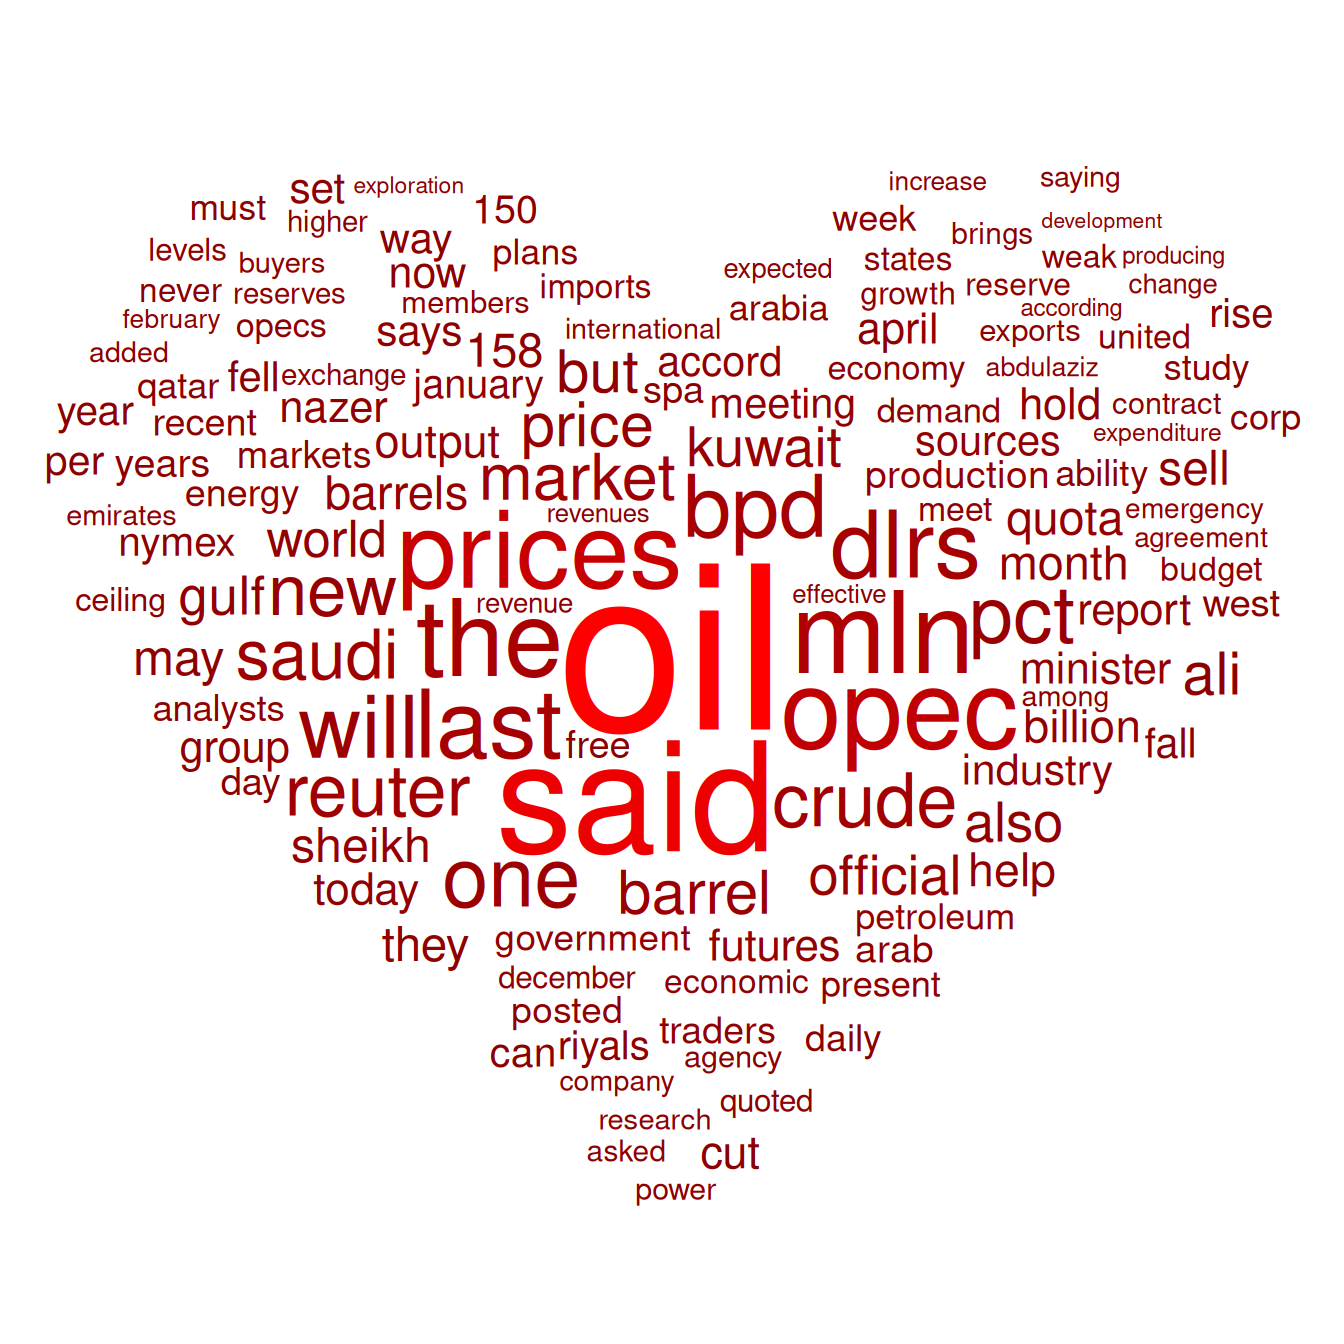 increase
saying
set
exploration
must
higher
150
week
brings
development
levels
buyers
way
now
plans
expected
states
weak
producing
never
reserves
members
imports
arabia
growth
reserve
change
february
opecs
says
international
april
according
exports
united
rise
added
158
but
accord
economy
abdulaziz
study
qatar
fell
exchange
january
spa
meeting
demand
hold
contract
corp
year
recent
nazer
price
sources
expenditure
per
years
markets
output
market
kuwait
production
ability
sell
energy
barrels
bpd
meet
quota
emergency
emirates
revenues
agreement
nymex
world
prices
dlrs
month
budget
ceiling
gulf
new
revenue
oil
effective
mln
pct
report
west
may
saudi
the
minister
ali
analysts
will
last
opec
among
billion
fall
group
free
day
reuter
said
crude
industry
also
sheikh
today
one
barrel
official
help
petroleum
they
government
futures
arab
december
economic
present
posted
traders
daily
can
riyals
agency
company
quoted
research
asked
cut
power